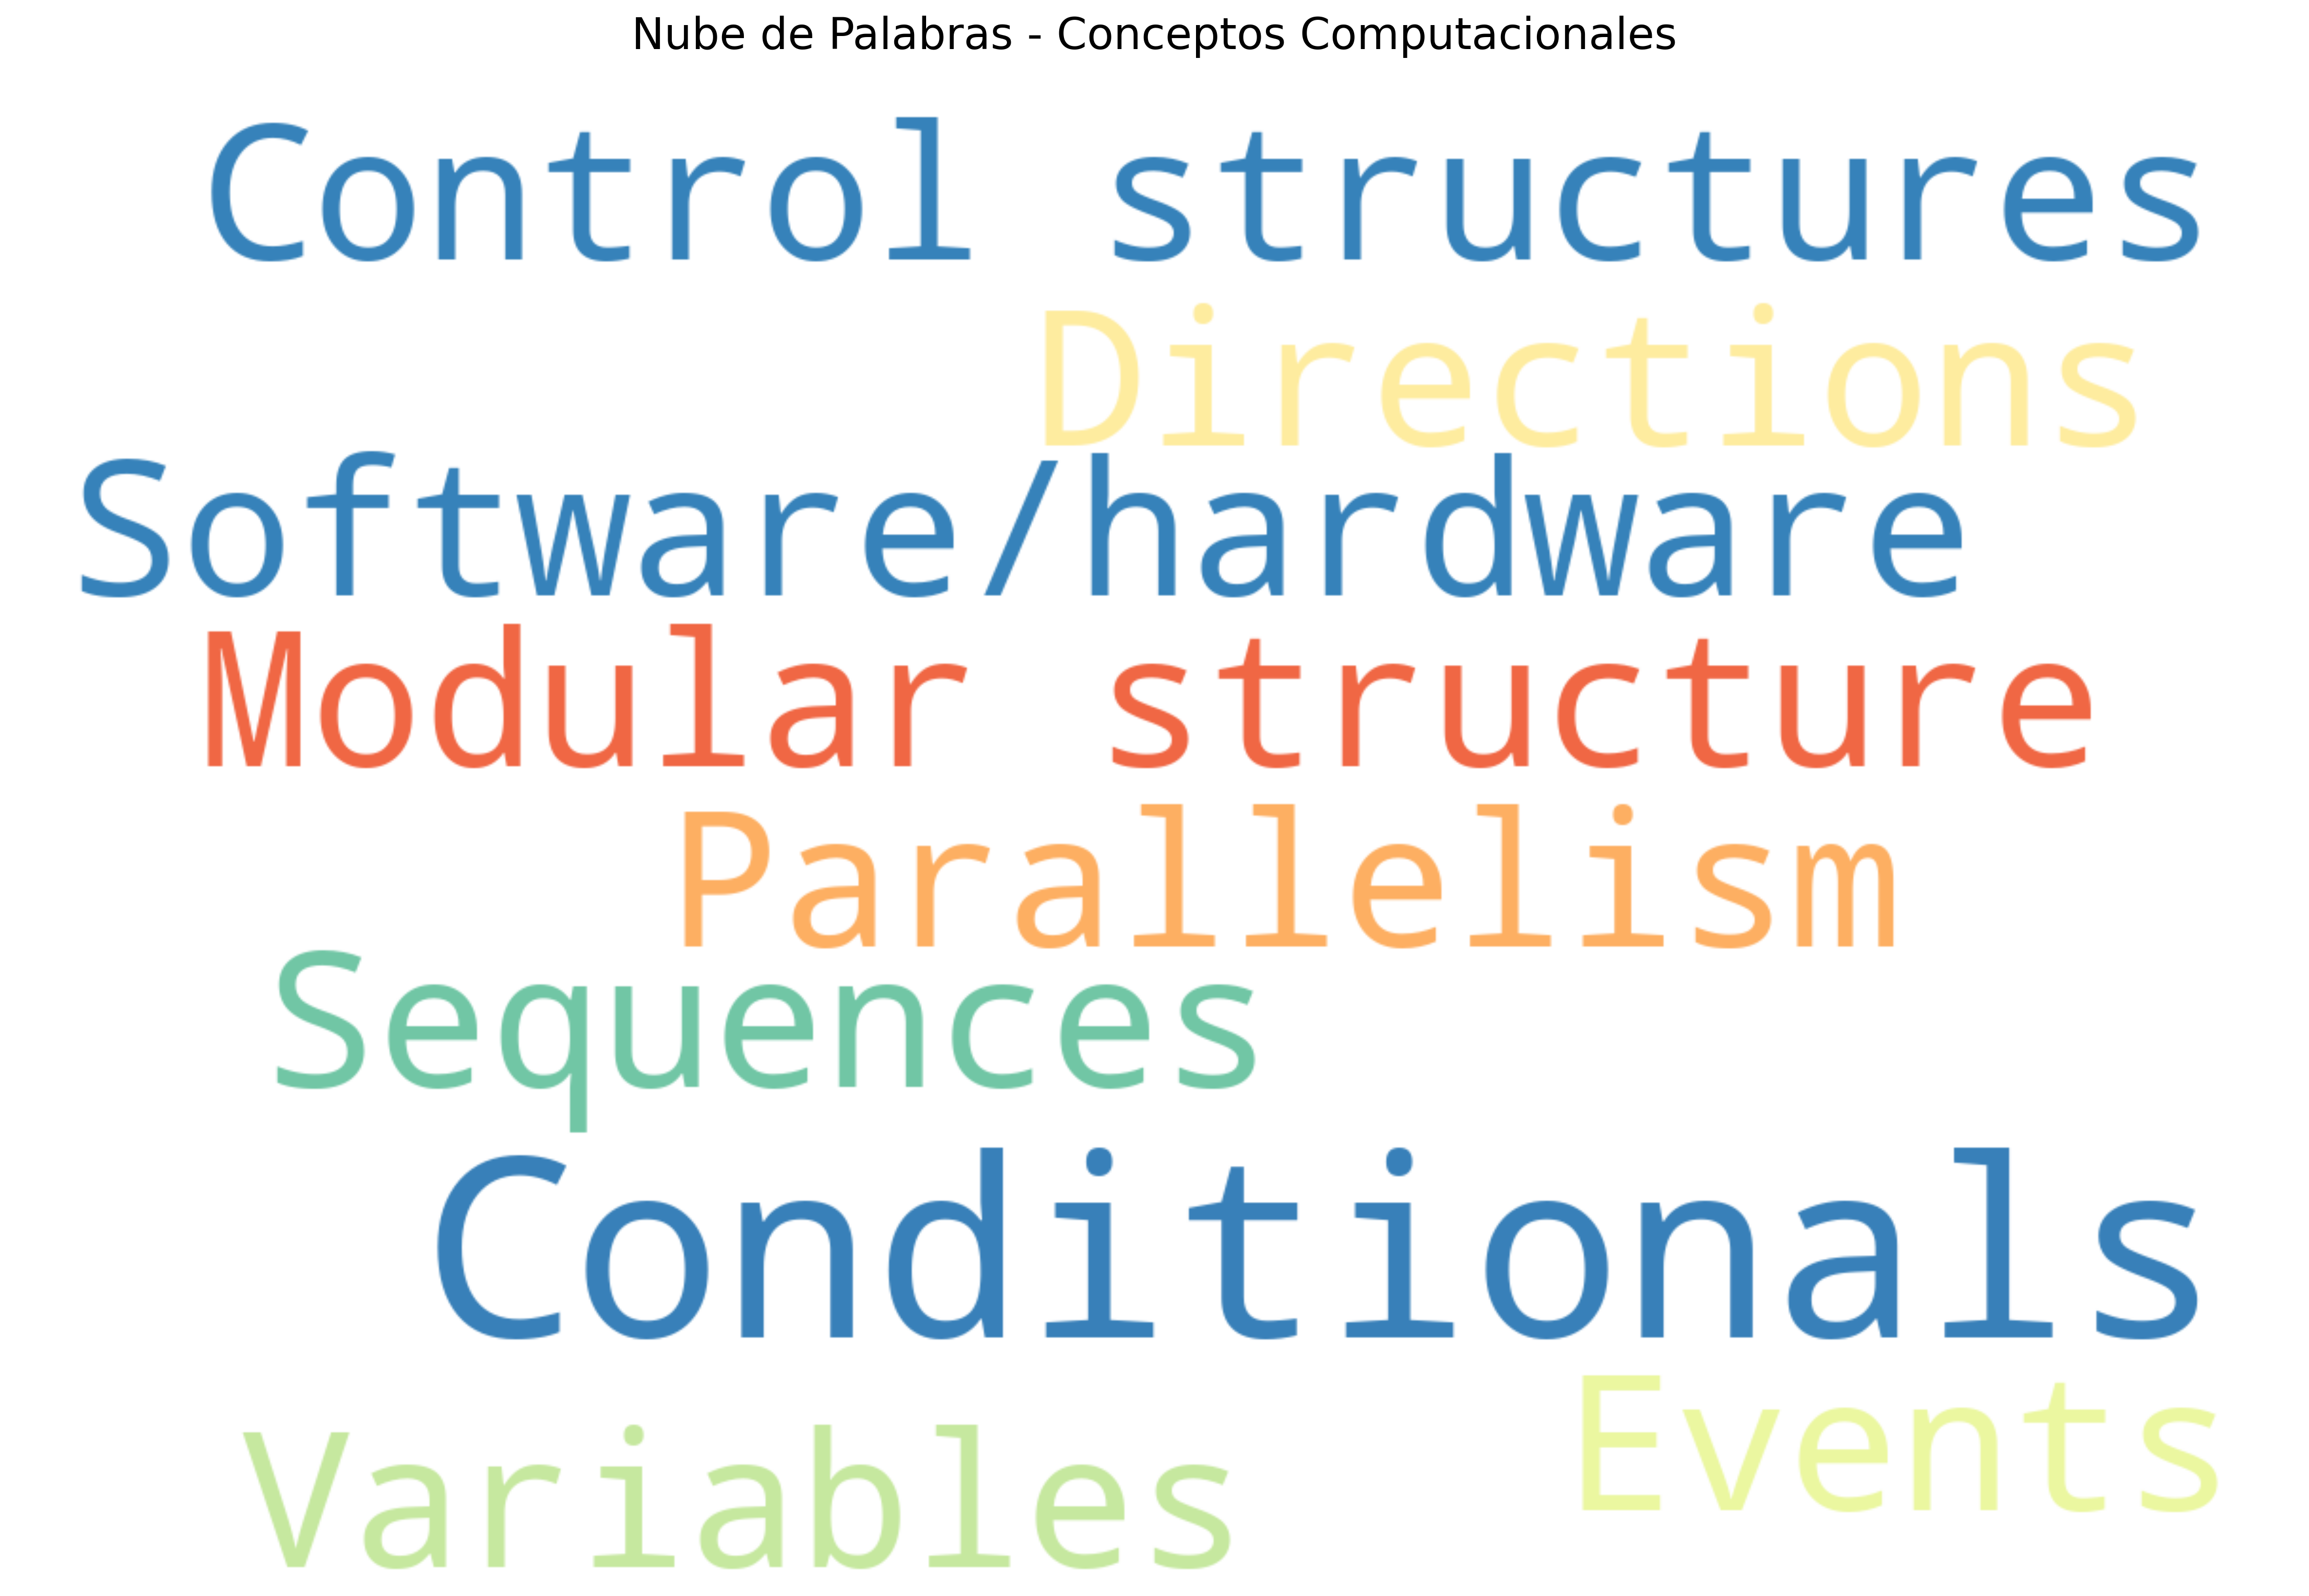 Nube de Palabras - Conceptos Computacionales
Control structures
Directions
Software/hardware
Modular structure
Parallelism
Sequences
Conditionals
Events
Variables